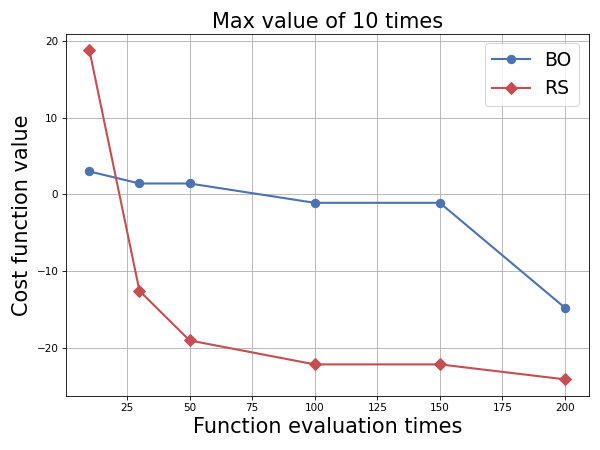 Max value of 10 times
BO
RS
Cost function value
20
10
0
−10
−20
25
50
75
100
125
150
175
200
Function evaluation times